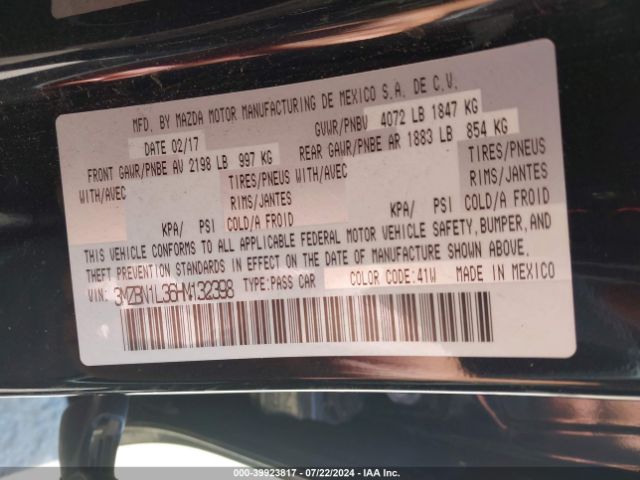 MFD. BY MAZDA MOTOR MANUFACTURING DE MEXICO S.A. DE C.V.
DATE 02/17 GVWR/PNBV 4072 LB 1847 KG
FRONT GAWR/PNBE AV 2198 LB 997 KG REAR GAWR/PNBE AR 1883 LB 854 KG
WITH/AVEC TIRES/PNEUS WITH/AVEC TIRES/PNEUS
RIMS/JANTES RIMS/JANTES
KPA/ PSI COLD/A FROID KPA/ PSI COLD/A FROID
THIS VEHICLE CONFORMS TO ALL APPLICABLE FEDERAL MOTOR VEHICLE SAFETY, BUMPER, AND
THEFT PREVENTION STANDARDS IN EFFECT ON THE DATE OF MANUFACTURE SHOWN ABOVE.
VIN: 3MZBN1L36HM132398 TYPE:PASS CAR COLOR CODE:41W MADE IN MEXICO
000-39923817 | 07/22/2024 | IAA Inc.